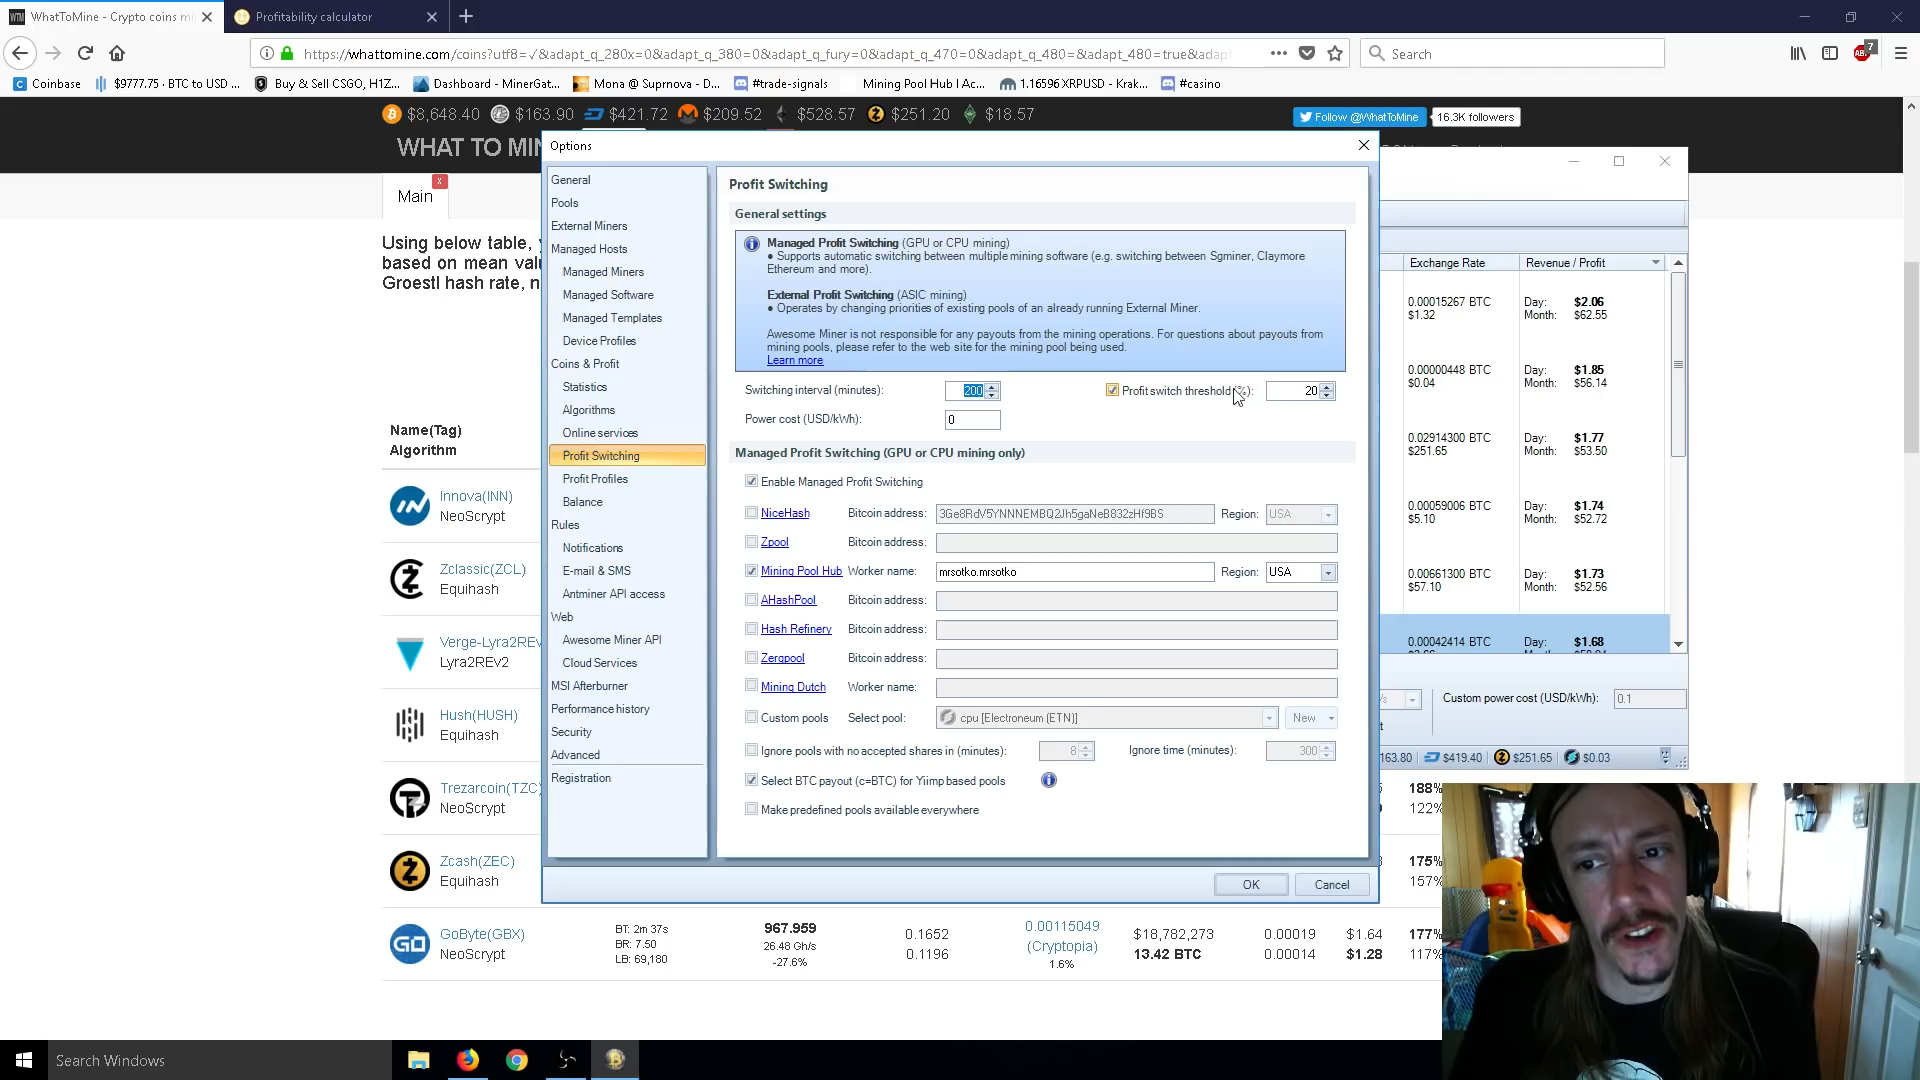 WhatToMine - Crypto coins mi
Profitability calculator
https://whattomine.com/coins?utf8=✓&adapt_q_280x=0&adapt_q_380=0&adapt_q_fury=0&adapt_q_470=0&adapt_q_480=&adapt_480=true&adapt
Search
7
Coinbase
$9777.75 · BTC to USD ...
Buy & Sell CSGO, H1Z...
Dashboard - MinerGat...
Mona @ Suprnova - D...
#trade-signals
Mining Pool Hub | Ac...
1.16596 XRPUSD - Krak...
#casino
$8,648.40
$163.90
$421.72
$209.52
$528.57
$251.20
$18.57
Follow @WhatToMine
16.3K followers
WHAT TO MIN
Main
x
Using below table, y
based on mean valu
Groestl hash rate, n
Name(Tag)
Algorithm
Innova(INN)
NeoScrypt
Zclassic(ZCL)
Equihash
Verge-Lyra2REv
Lyra2REv2
Hush(HUSH)
Equihash
Trezarcoin(TZC)
NeoScrypt
Zcash(ZEC)
Equihash
GoByte(GBX)
NeoScrypt
BT: 2m 37s
BR: 7.50
LB: 69,180
967.959
26.48 Gh/s
-27.6%
0.1652
0.1196
0.00115049
(Cryptopia)
1.6%
$18,782,273
13.42 BTC
0.00019
0.00014
$1.64
$1.28
177%
117%
188%
122%
175%
157%
Options
General
Pools
External Miners
Managed Hosts
Managed Miners
Managed Software
Managed Templates
Device Profiles
Coins & Profit
Statistics
Algorithms
Online services
Profit Switching
Profit Profiles
Balance
Rules
Notifications
E-mail & SMS
Antminer API access
Web
Awesome Miner API
Cloud Services
MSI Afterburner
Performance history
Security
Advanced
Registration
Profit Switching
General settings
Managed Profit Switching (GPU or CPU mining)
● Supports automatic switching between multiple mining software (e.g. switching between Sgminer, Claymore
Ethereum and more).
External Profit Switching (ASIC mining)
● Operates by changing priorities of existing pools of an already running External Miner.
Awesome Miner is not responsible for any payouts from the mining operations. For questions about payouts from
mining pools, please refer to the web site for the mining pool being used.
Learn more
Switching interval (minutes): 200
Profit switch threshold (%): 20
Power cost (USD/kWh): 0
Managed Profit Switching (GPU or CPU mining only)
Enable Managed Profit Switching
NiceHash Bitcoin address: 3Ge8RdV5YNNNEMBQ2Jh5gaNeB832zHf9BS Region: USA
Zpool Bitcoin address:
Mining Pool Hub Worker name: mrsotko.mrsotko Region: USA
AHashPool Bitcoin address:
Hash Refinery Bitcoin address:
Zergpool Bitcoin address:
Mining Dutch Worker name:
Custom pools Select pool: cpu [Electroneum (ETN)] New
Ignore pools with no accepted shares in (minutes): 8 Ignore time (minutes): 300
Select BTC payout (c=BTC) for Yiimp based pools
Make predefined pools available everywhere
OK
Cancel
Exchange Rate
Revenue / Profit
0.00015267 BTC Day: $2.06
$1.32 Month: $62.55
0.00000448 BTC Day: $1.85
$0.04 Month: $56.14
0.02914300 BTC Day: $1.77
$251.65 Month: $53.50
0.00059006 BTC Day: $1.74
$5.10 Month: $52.72
0.00661300 BTC Day: $1.73
$57.10 Month: $52.56
0.00042414 BTC Day: $1.68
Custom power cost (USD/kWh): 0.1
163.80
$419.40
$251.65
$0.03
Search Windows